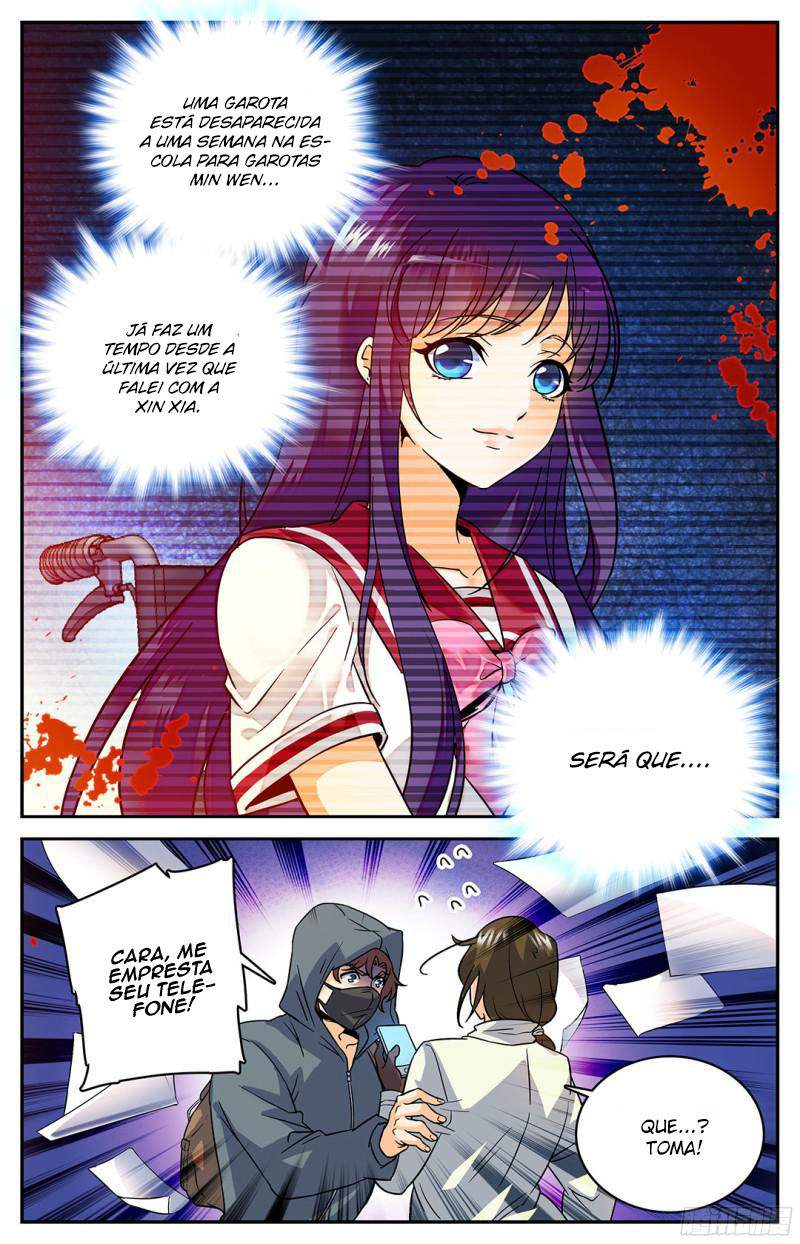 UMA GAROTA
ESTÁ DESAPARECIDA
A UMA SEMANA NA ES-
COLA PARA GAROTAS
MIN WEN...
JÁ FAZ UM
TEMPO DESDE A
ÚLTIMA VEZ QUE
FALEI COM A
XIN XIA.
SERÁ QUE....
CARA, ME
EMPRESTA
SEU TELE-
FONE!
QUE...?
TOMA!